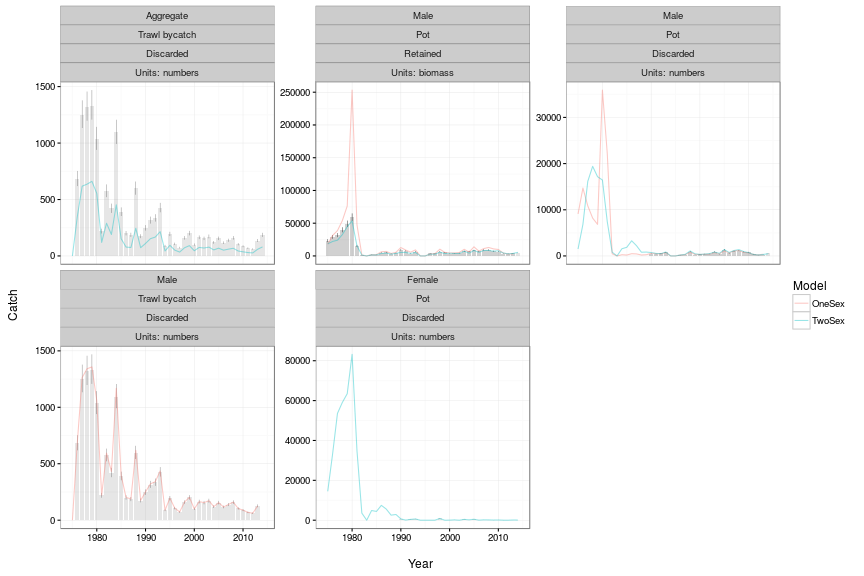 Aggregate
Trawl bycatch
Discarded
Units: numbers
1500
1000
500
0
Male
Pot
Retained
Units: biomass
250000
200000
150000
100000
50000
0
Male
Pot
Discarded
Units: numbers
30000
20000
10000
0
Male
Trawl bycatch
Discarded
Units: numbers
1500
1000
500
0
1980
1990
2000
2010
Female
Pot
Discarded
Units: numbers
80000
60000
40000
20000
0
1980
1990
2000
2010
Catch
Year
Model
OneSex
TwoSex